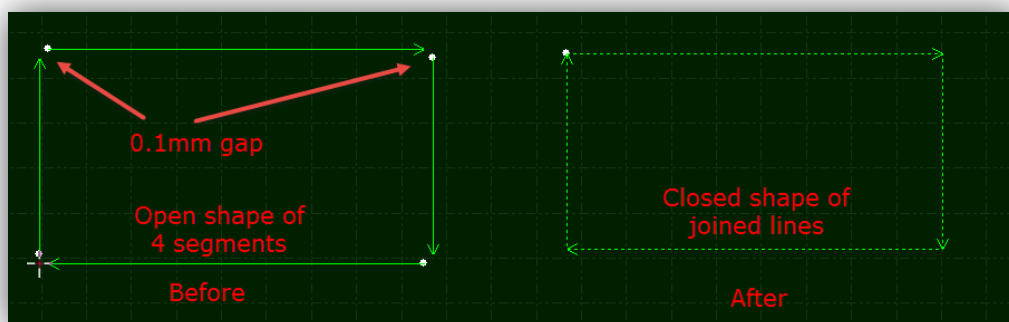 0.1mm gap
Open shape of
4 segments
Before
Closed shape of
joined lines
After